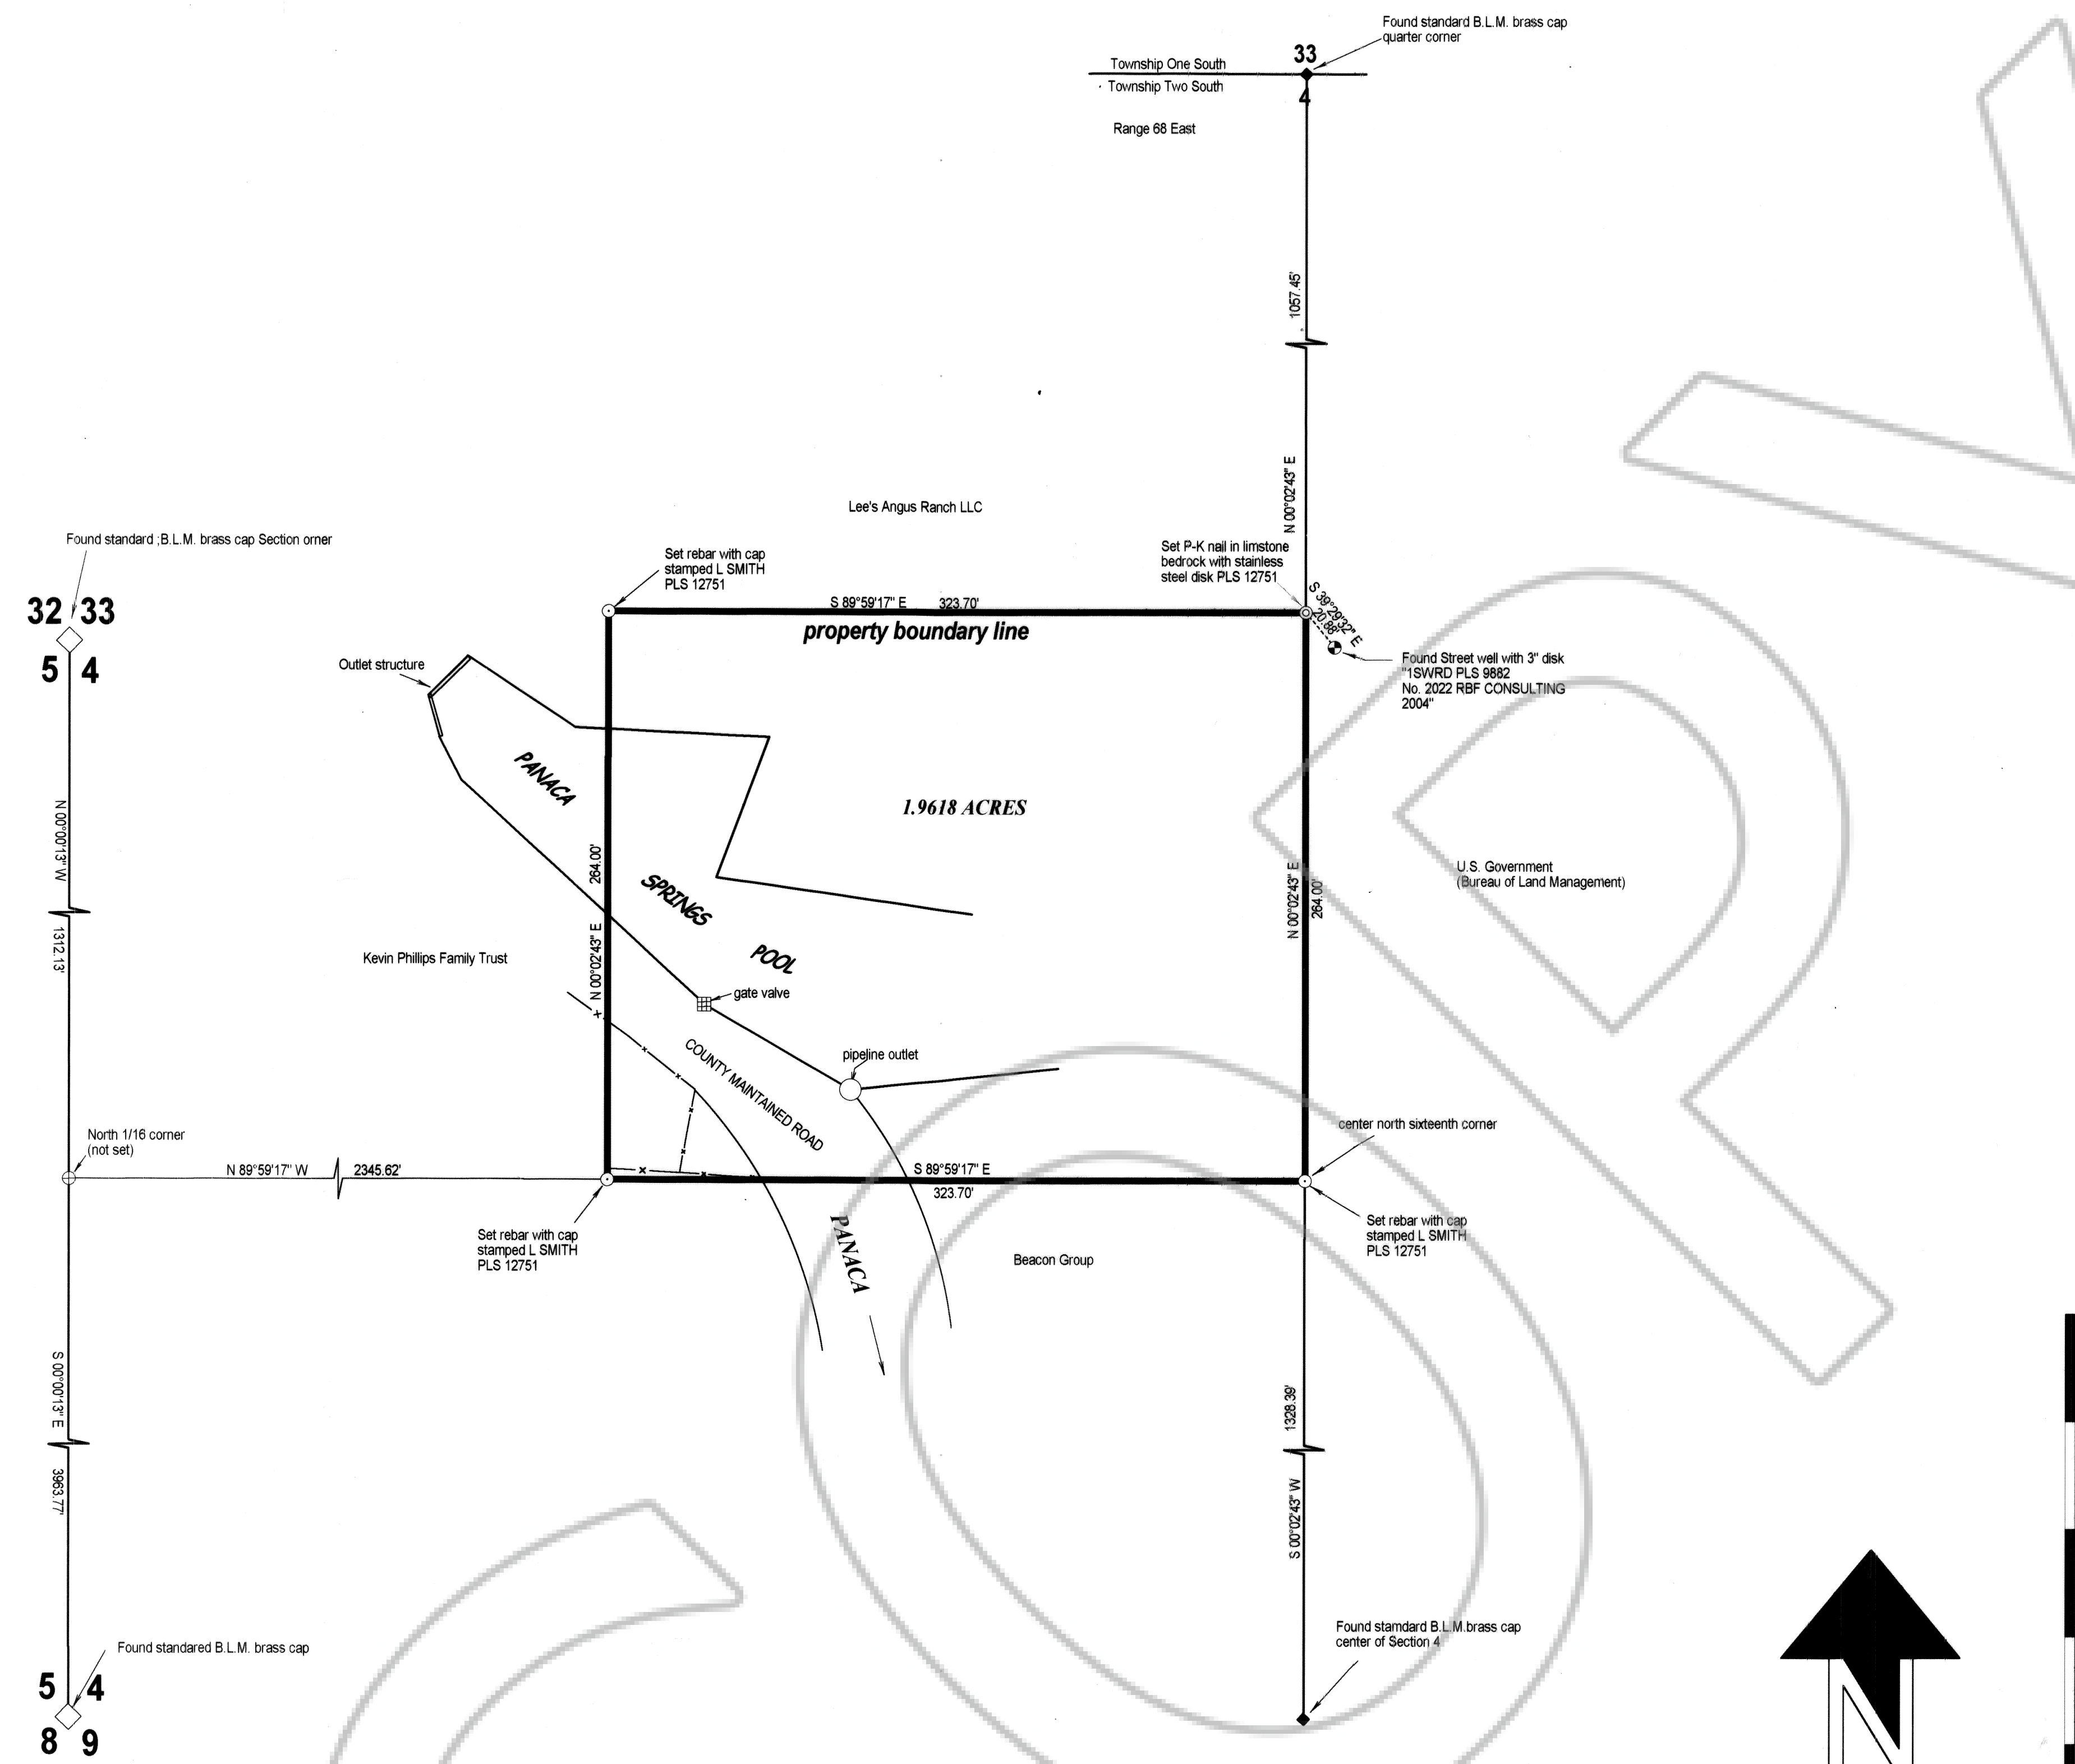 Found standard B.L.M. brass cap
quarter corner
33
Township One South
Township Two South
4
Range 68 East
1057.45'
N 00°02'43" E
Lee's Angus Ranch LLC
Found standard ;B.L.M. brass cap Section orner
32 33
5 4
Set rebar with cap
stamped L SMITH
PLS 12751
Set P-K nail in limstone
bedrock with stainless
steel disk PLS 12751
S 89°59'17" E 323.70'
property boundary line
S 39°29'32" E
20.88'
Found Street well with 3" disk
"1SWRD PLS 9882
No. 2022 RBF CONSULTING
2004"
Outlet structure
PANACA
SPRINGS
POOL
1.9618 ACRES
N 00°00'13" W
1312.13'
264.00'
N 00°02'43" E
N 00°02'43" E
264.00'
U.S. Government
(Bureau of Land Management)
Kevin Phillips Family Trust
gate valve
pipeline outlet
COUNTY MAINTAINED ROAD
center north sixteenth corner
North 1/16 corner
(not set)
N 89°59'17" W 2345.62'
S 89°59'17" E
323.70'
Set rebar with cap
stamped L SMITH
PLS 12751
PANACA
Beacon Group
Set rebar with cap
stamped L SMITH
PLS 12751
S 00°00'13" E
3963.77'
1328.39'
S 00°02'43" W
Found stamdard B.L.M.brass cap
center of Section 4
Found standared B.L.M. brass cap
5 4
8 9
N
COPY